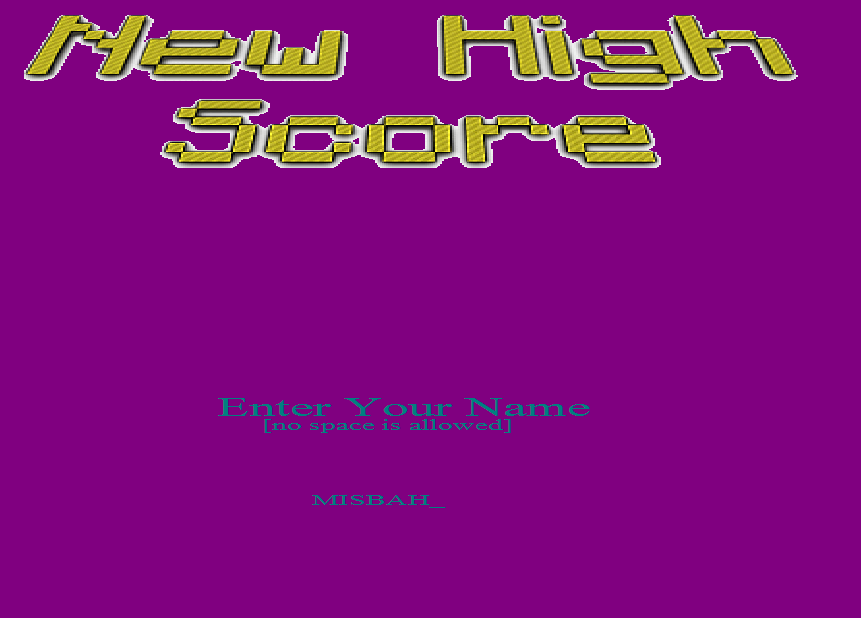 New High
Score
Enter Your Name
[no space is allowed]
MISBAH_